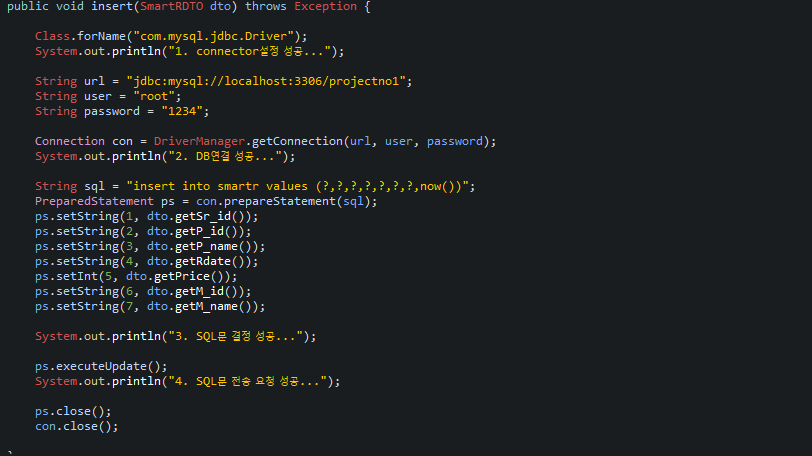 public void insert(SmartRDTO dto) throws Exception {
Class.forName("com.mysql.jdbc.Driver");
System.out.println("1. connector설정 성공...");
String url = "jdbc:mysql://localhost:3306/projectno1";
String user = "root";
String password = "1234";
Connection con = DriverManager.getConnection(url, user, password);
System.out.println("2. DB연결 성공...");
String sql = "insert into smartr values (?,?,?,?,?,?,?,now())";
PreparedStatement ps = con.prepareStatement(sql);
ps.setString(1, dto.getSr_id());
ps.setString(2, dto.getP_id());
ps.setString(3, dto.getP_name());
ps.setString(4, dto.getRdate());
ps.setInt(5, dto.getPrice());
ps.setString(6, dto.getM_id());
ps.setString(7, dto.getM_name());
System.out.println("3. SQL문 결정 성공...");
ps.executeUpdate();
System.out.println("4. SQL문 전송 요청 성공...");
ps.close();
con.close();
}